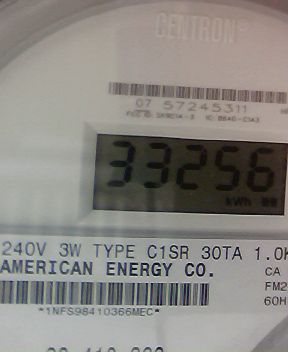 CENTRON®
07 57245311
33256
kWh
240V 3W TYPE C1SR 30TA 1.0K
AMERICAN ENERGY CO.
CA
FM2
60H
*1NFS98410366MEC*